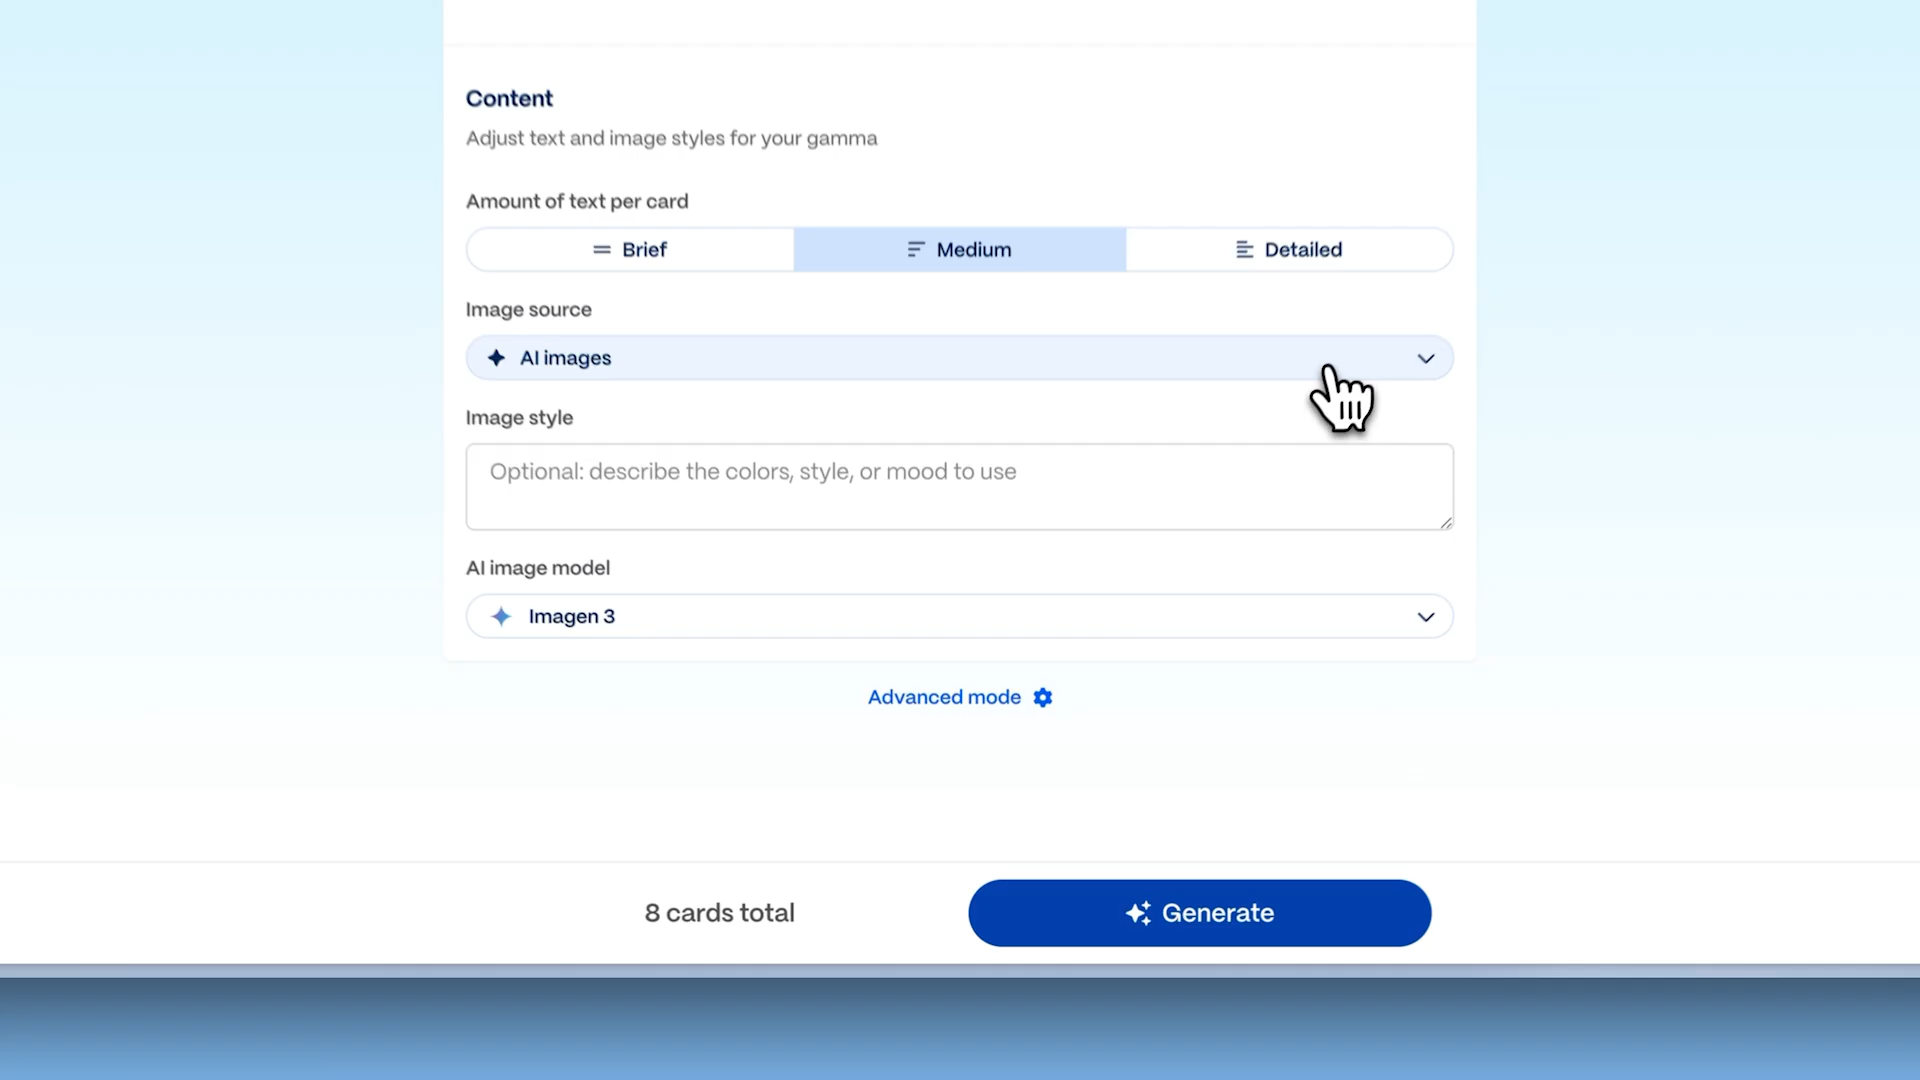 Content
Adjust text and image styles for your gamma
Amount of text per card
Brief
Medium
Detailed
Image source
AI images
Image style
Optional: describe the colors, style, or mood to use
AI image model
Imagen 3
Advanced mode
8 cards total
Generate